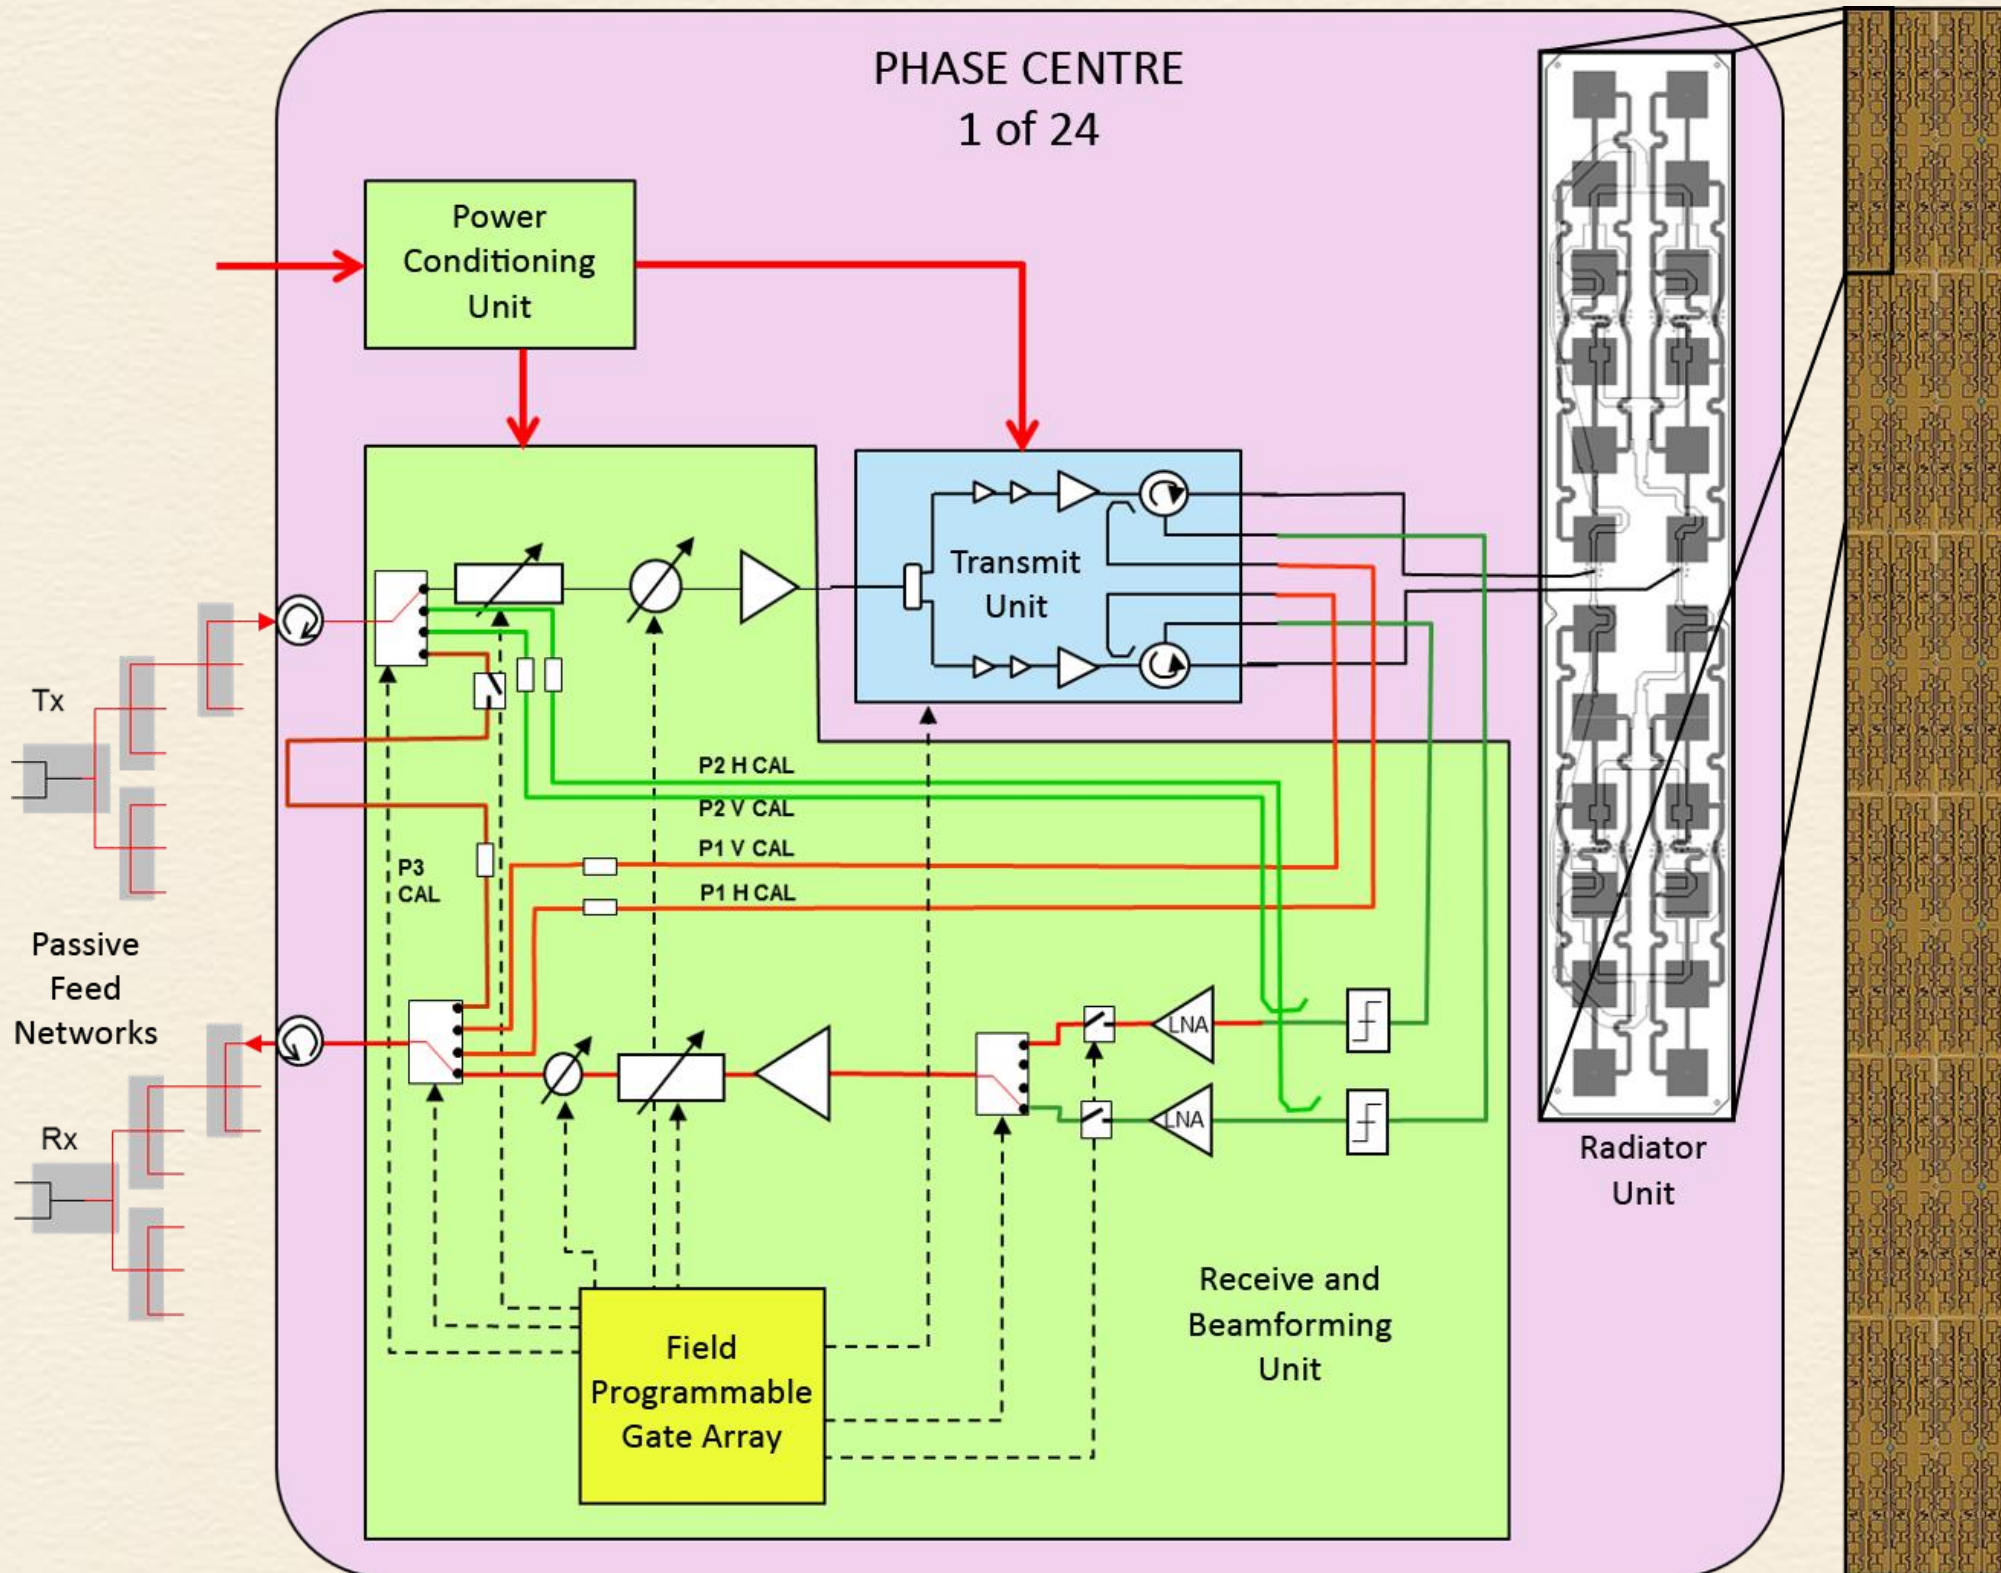 PHASE CENTRE
1 of 24
Power
Conditioning
Unit
Transmit
Unit
Tx
P2 H CAL
P2 V CAL
P1 V CAL
P3
CAL
P1 H CAL
Passive
Feed
Networks
LNA
LNA
Rx
Radiator
Unit
Receive and
Beamforming
Unit
Field
Programmable
Gate Array